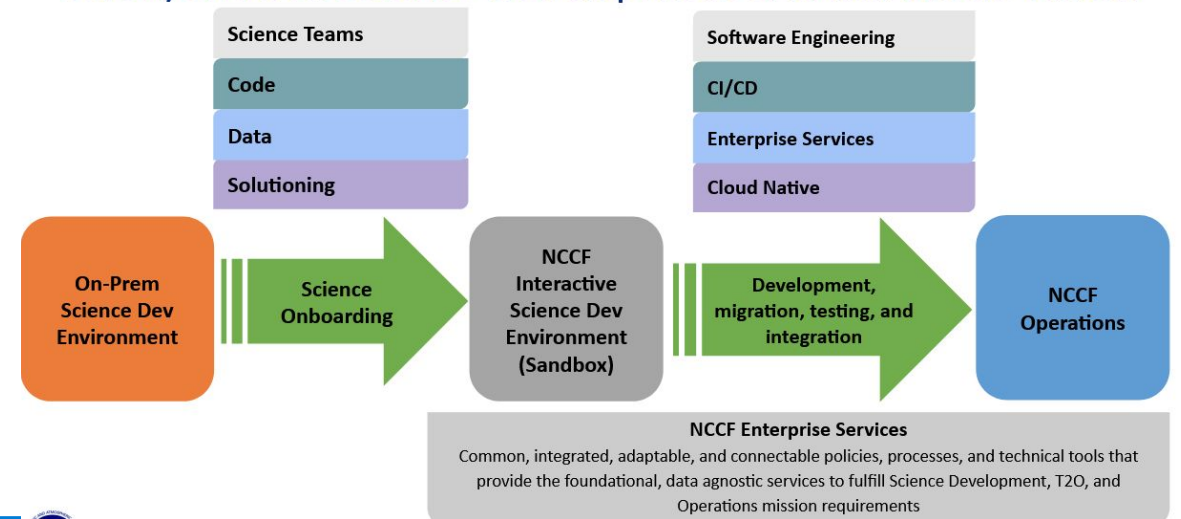 Science Teams
Code
Data
Solutioning
Software Engineering
CI/CD
Enterprise Services
Cloud Native
On-Prem
Science Dev
Environment
Science
Onboarding
NCCF
Interactive
Science Dev
Environment
(Sandbox)
Development,
migration, testing, and
integration
NCCF
Operations
NCCF Enterprise Services
Common, integrated, adaptable, and connectable policies, processes, and technical tools that
provide the foundational, data agnostic services to fulfill Science Development, T2O, and
Operations mission requirements